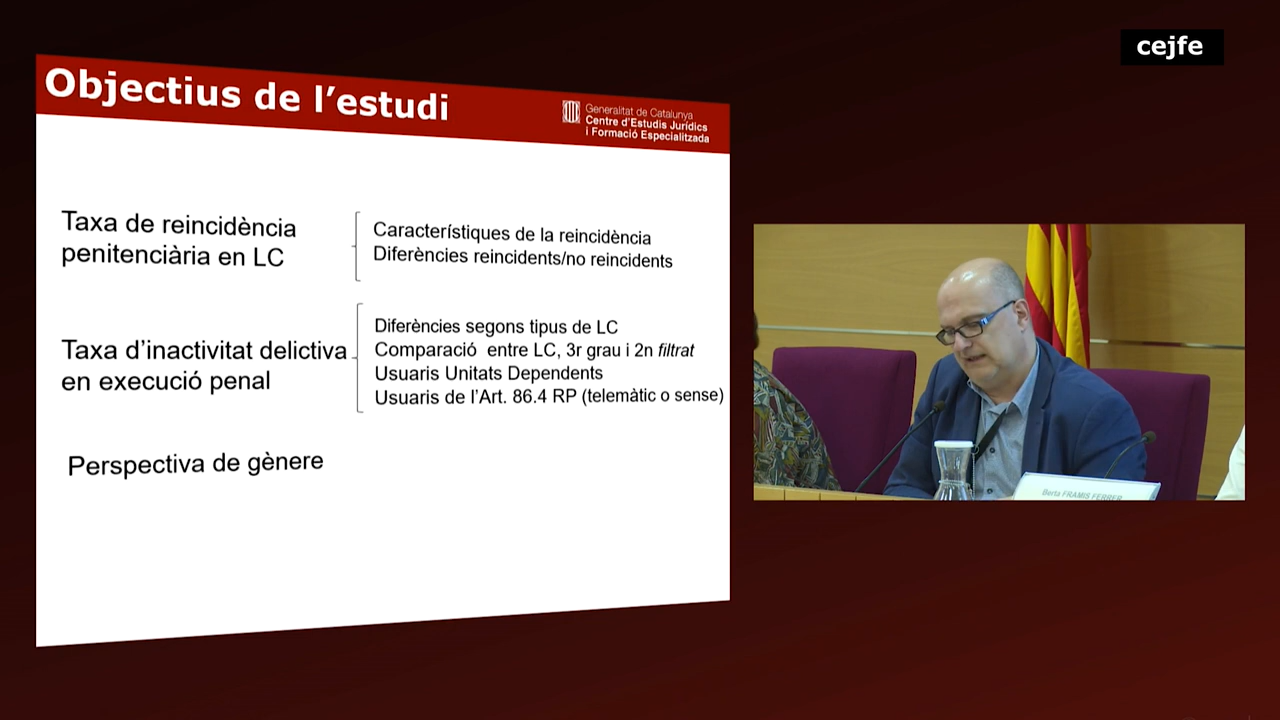 cejfe
Objectius de l’estudi
Generalitat de Catalunya
Centre d’Estudis Jurídics
i Formació Especialitzada
Taxa de reincidència
penitenciària en LC
Característiques de la reincidència
Diferències reincidents/no reincidents
Taxa d’inactivitat delictiva
en execució penal
Diferències segons tipus de LC
Comparació entre LC, 3r grau i 2n filtrat
Usuaris Unitats Dependents
Usuaris de l’Art. 86.4 RP (telemàtic o sense)
Perspectiva de gènere
Berta FRAMIS FERRER